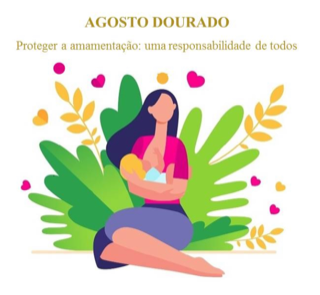 AGOSTO DOURADO
Proteger a amamentação: uma responsabilidade de todos